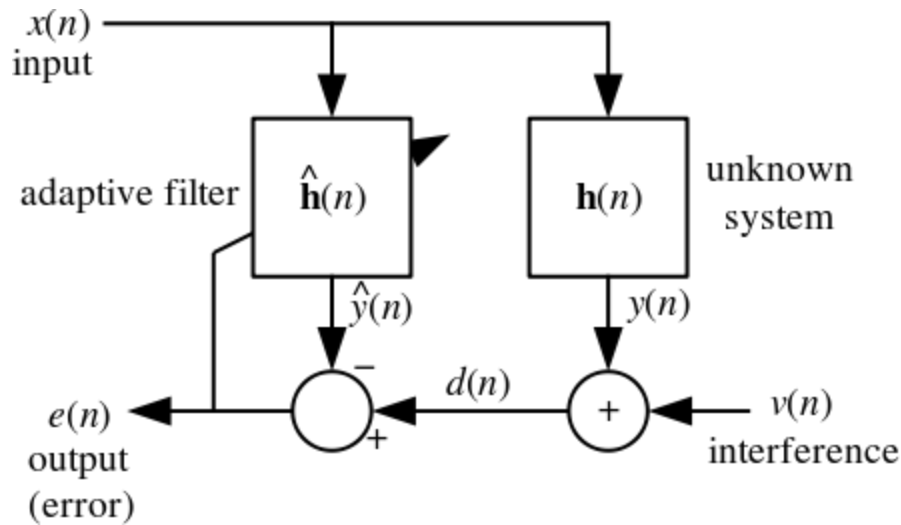 x(n)
input
adaptive filter
ĥ(n)
h(n)
unknown
system
ŷ(n)
y(n)
−
d(n)
+
v(n)
interference
+
e(n)
output
(error)